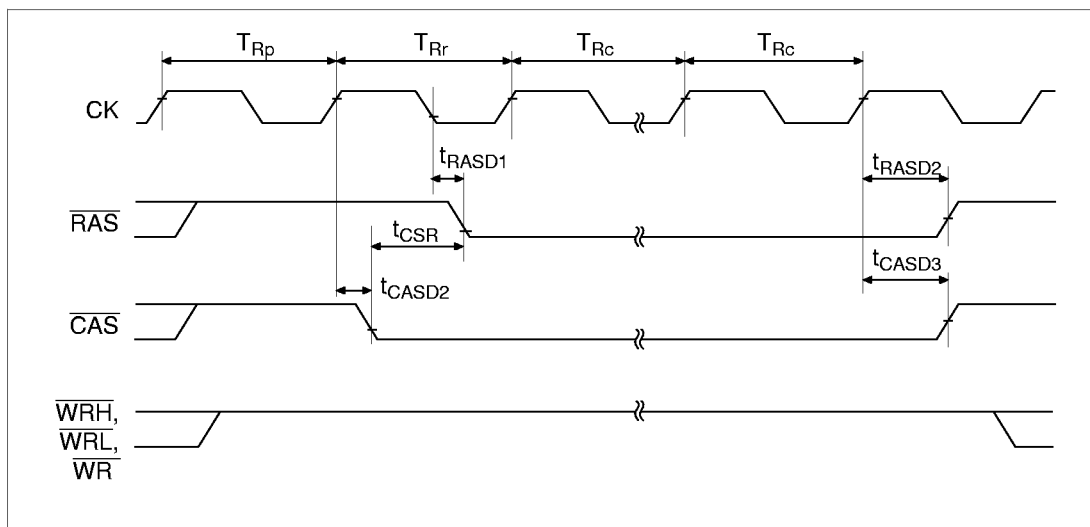 TRp TRr TRc TRc
CK
tRASD1 tRASD2
RAS
tCSR
tCASD3
tCASD2
CAS
WRH,
WRL,
WR